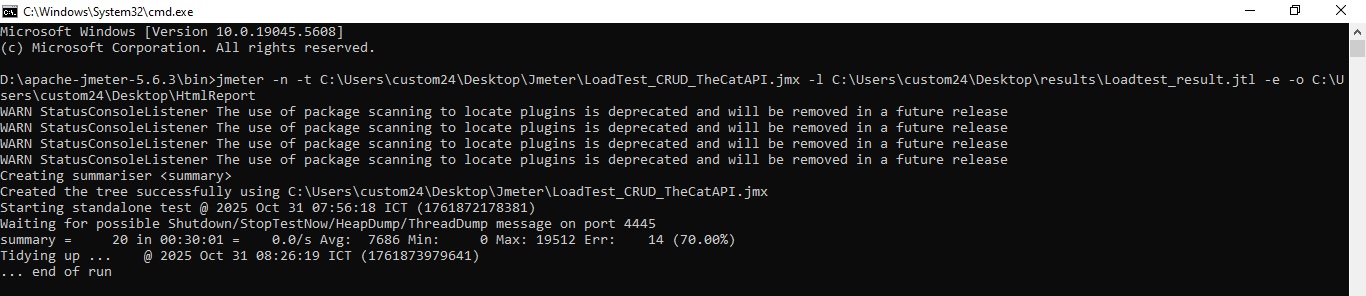 C:\Windows\System32\cmd.exe
Microsoft Windows [Version 10.0.19045.5608]
(c) Microsoft Corporation. All rights reserved.
D:\apache-jmeter-5.6.3\bin>jmeter -n -t C:\Users\custom24\Desktop\Jmeter\LoadTest_CRUD_TheCatAPI.jmx -l C:\Users\custom24\Desktop\results\Loadtest_result.jtl -e -o C:\U
sers\custom24\Desktop\HtmlReport
WARN StatusConsoleListener The use of package scanning to locate plugins is deprecated and will be removed in a future release
WARN StatusConsoleListener The use of package scanning to locate plugins is deprecated and will be removed in a future release
WARN StatusConsoleListener The use of package scanning to locate plugins is deprecated and will be removed in a future release
WARN StatusConsoleListener The use of package scanning to locate plugins is deprecated and will be removed in a future release
Creating summariser <summary>
Created the tree successfully using C:\Users\custom24\Desktop\Jmeter\LoadTest_CRUD_TheCatAPI.jmx
Starting standalone test @ 2025 Oct 31 07:56:18 ICT (1761872178381)
Waiting for possible Shutdown/StopTestNow/HeapDump/ThreadDump message on port 4445
summary =     20 in 00:30:01 =    0.0/s Avg:  7686 Min:     0 Max: 19512 Err:    14 (70.00%)
Tidying up ...    @ 2025 Oct 31 08:26:19 ICT (1761873979641)
... end of run